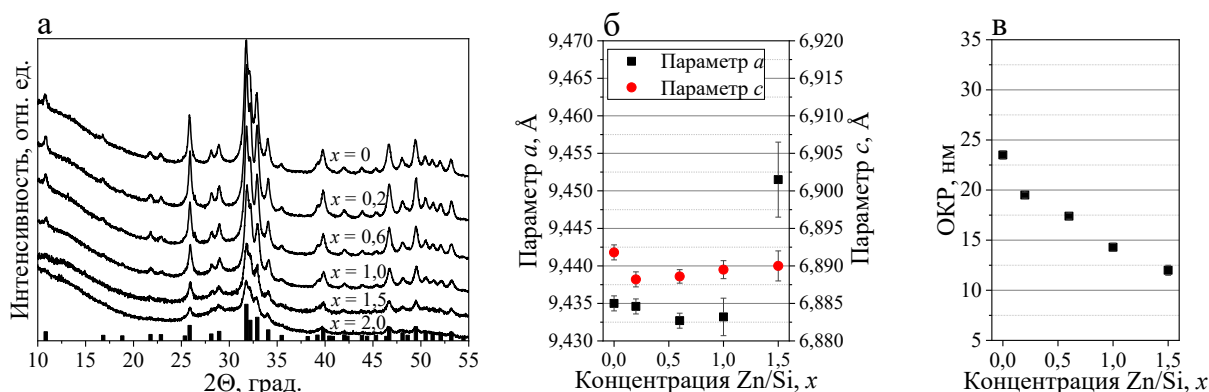 а
Интенсивность, отн. ед.
x = 0
x = 0,2
x = 0,6
x = 1,0
x = 1,5
x = 2,0
10 15 20 25 30 35 40 45 50 55
2Θ, град.
б
Параметр a, Å
9,470
9,465
9,460
9,455
9,450
9,445
9,440
9,435
9,430
Параметр a
Параметр c
6,920
6,915
6,910
6,905
6,900
6,895
6,890
6,885
6,880
Параметр c, Å
0,0 0,5 1,0 1,5
Концентрация Zn/Si, x
в
ОКР, нм
35
30
25
20
15
10
5
0,0 0,5 1,0 1,5
Концентрация Zn/Si, x